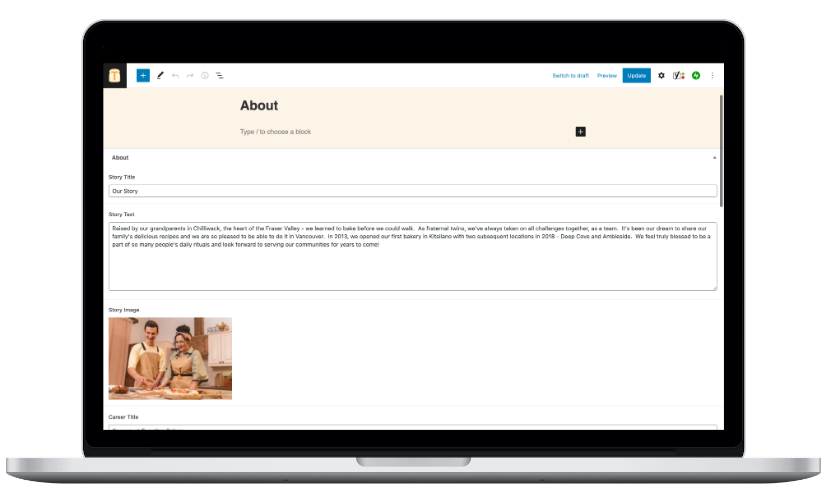 T
Switch to draft Preview Update
About
Type / to choose a block
About
Story Title
Our Story
Story Text
Raised by our grandparents in Chilliwack, the heart of the Fraser Valley - we learned to bake before we could walk. As fraternal twins, we've always taken on all challenges together, as a team. It's been our dream to share our
family's delicious recipes and we are so pleased to be able to do it in Vancouver. In 2013, we opened our first bakery in Kitsilano with two subsequent locations in 2018 - Deep Cove and Ambleside. We feel truly blessed to be a
part of so many people's daily rituals and look forward to serving our communities for years to come!
Story Image
Career Title